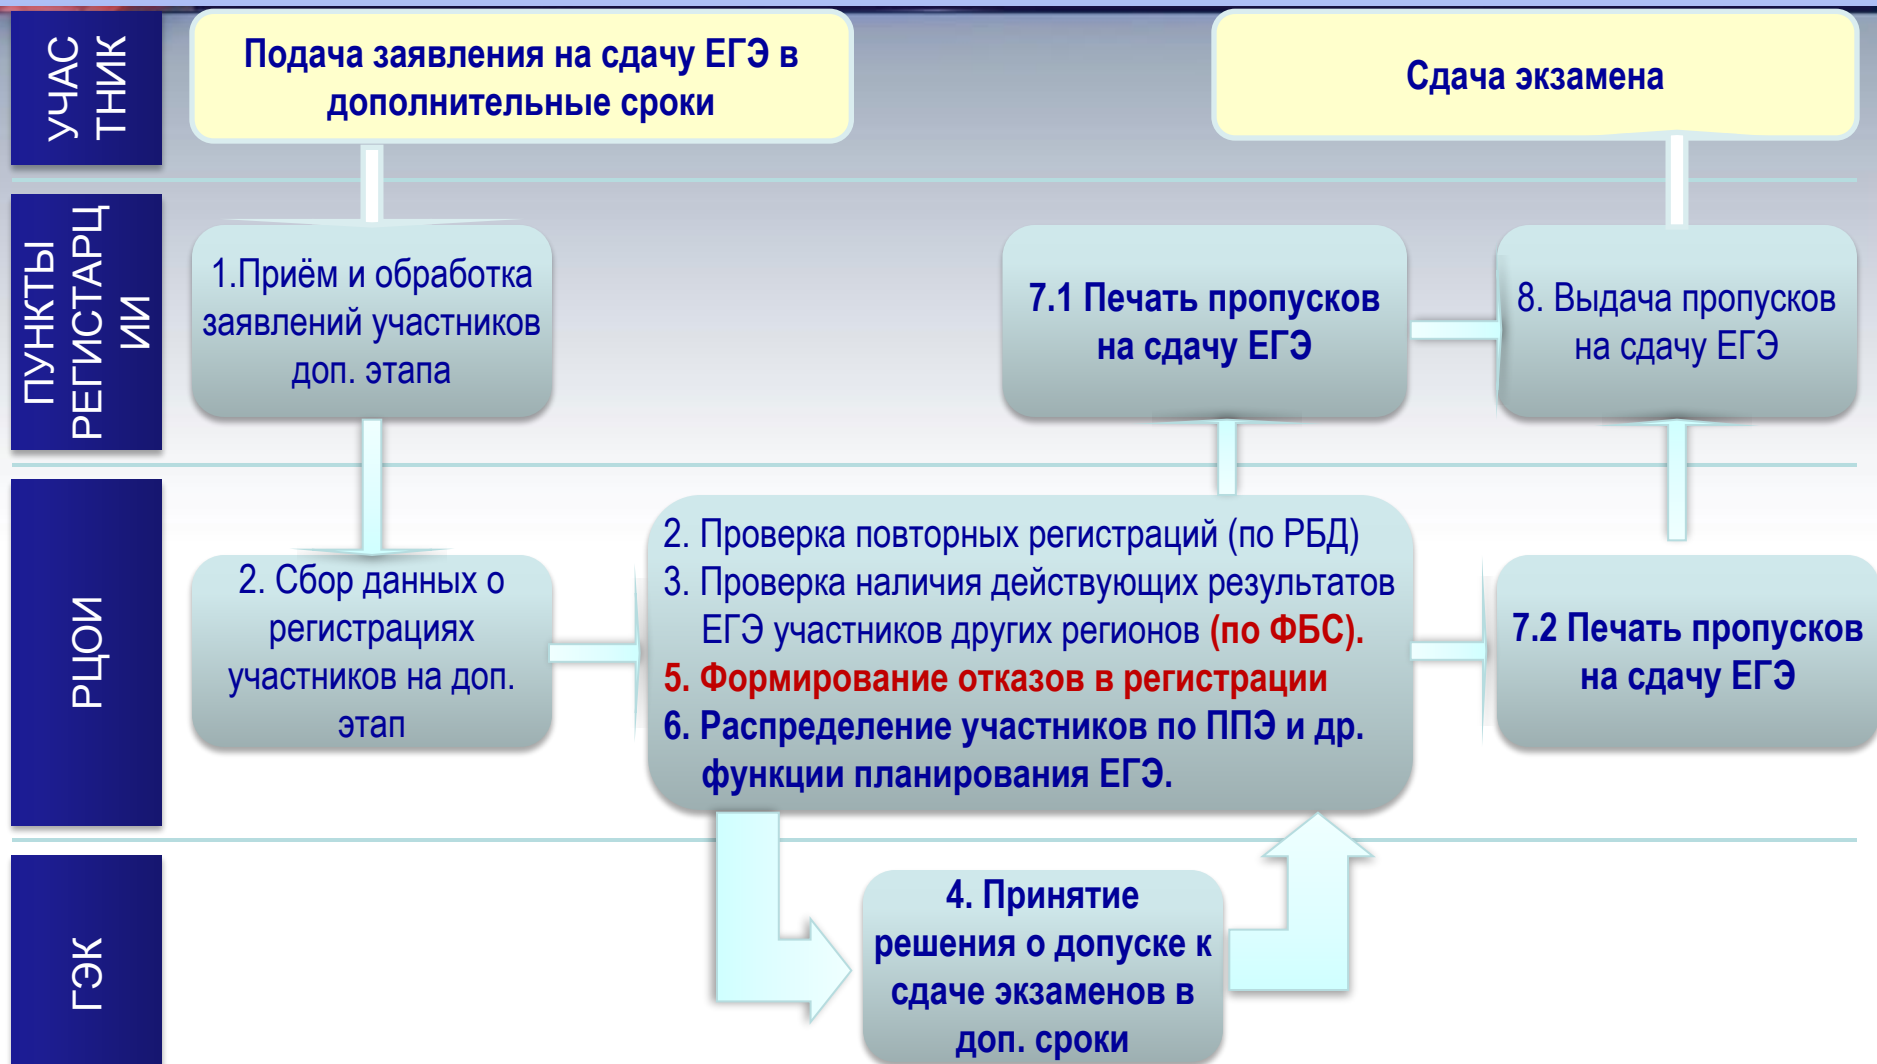 УЧАС
ТНИК
Подача заявления на сдачу ЕГЭ в
дополнительные сроки
Сдача экзамена
ПУНКТЫ
РЕГИСТАРЦ
ИИ
1.Приём и обработка
заявлений участников
доп. этапа
7.1 Печать пропусков
на сдачу ЕГЭ
8. Выдача пропусков
на сдачу ЕГЭ
РЦОИ
2. Сбор данных о
регистрациях
участников на доп.
этап
2. Проверка повторных регистраций (по РБД)
3. Проверка наличия действующих результатов
ЕГЭ участников других регионов (по ФБС).
5. Формирование отказов в регистрации
6. Распределение участников по ППЭ и др.
функции планирования ЕГЭ.
7.2 Печать пропусков
на сдачу ЕГЭ
ГЭК
4. Принятие
решения о допуске к
сдаче экзаменов в
доп. сроки